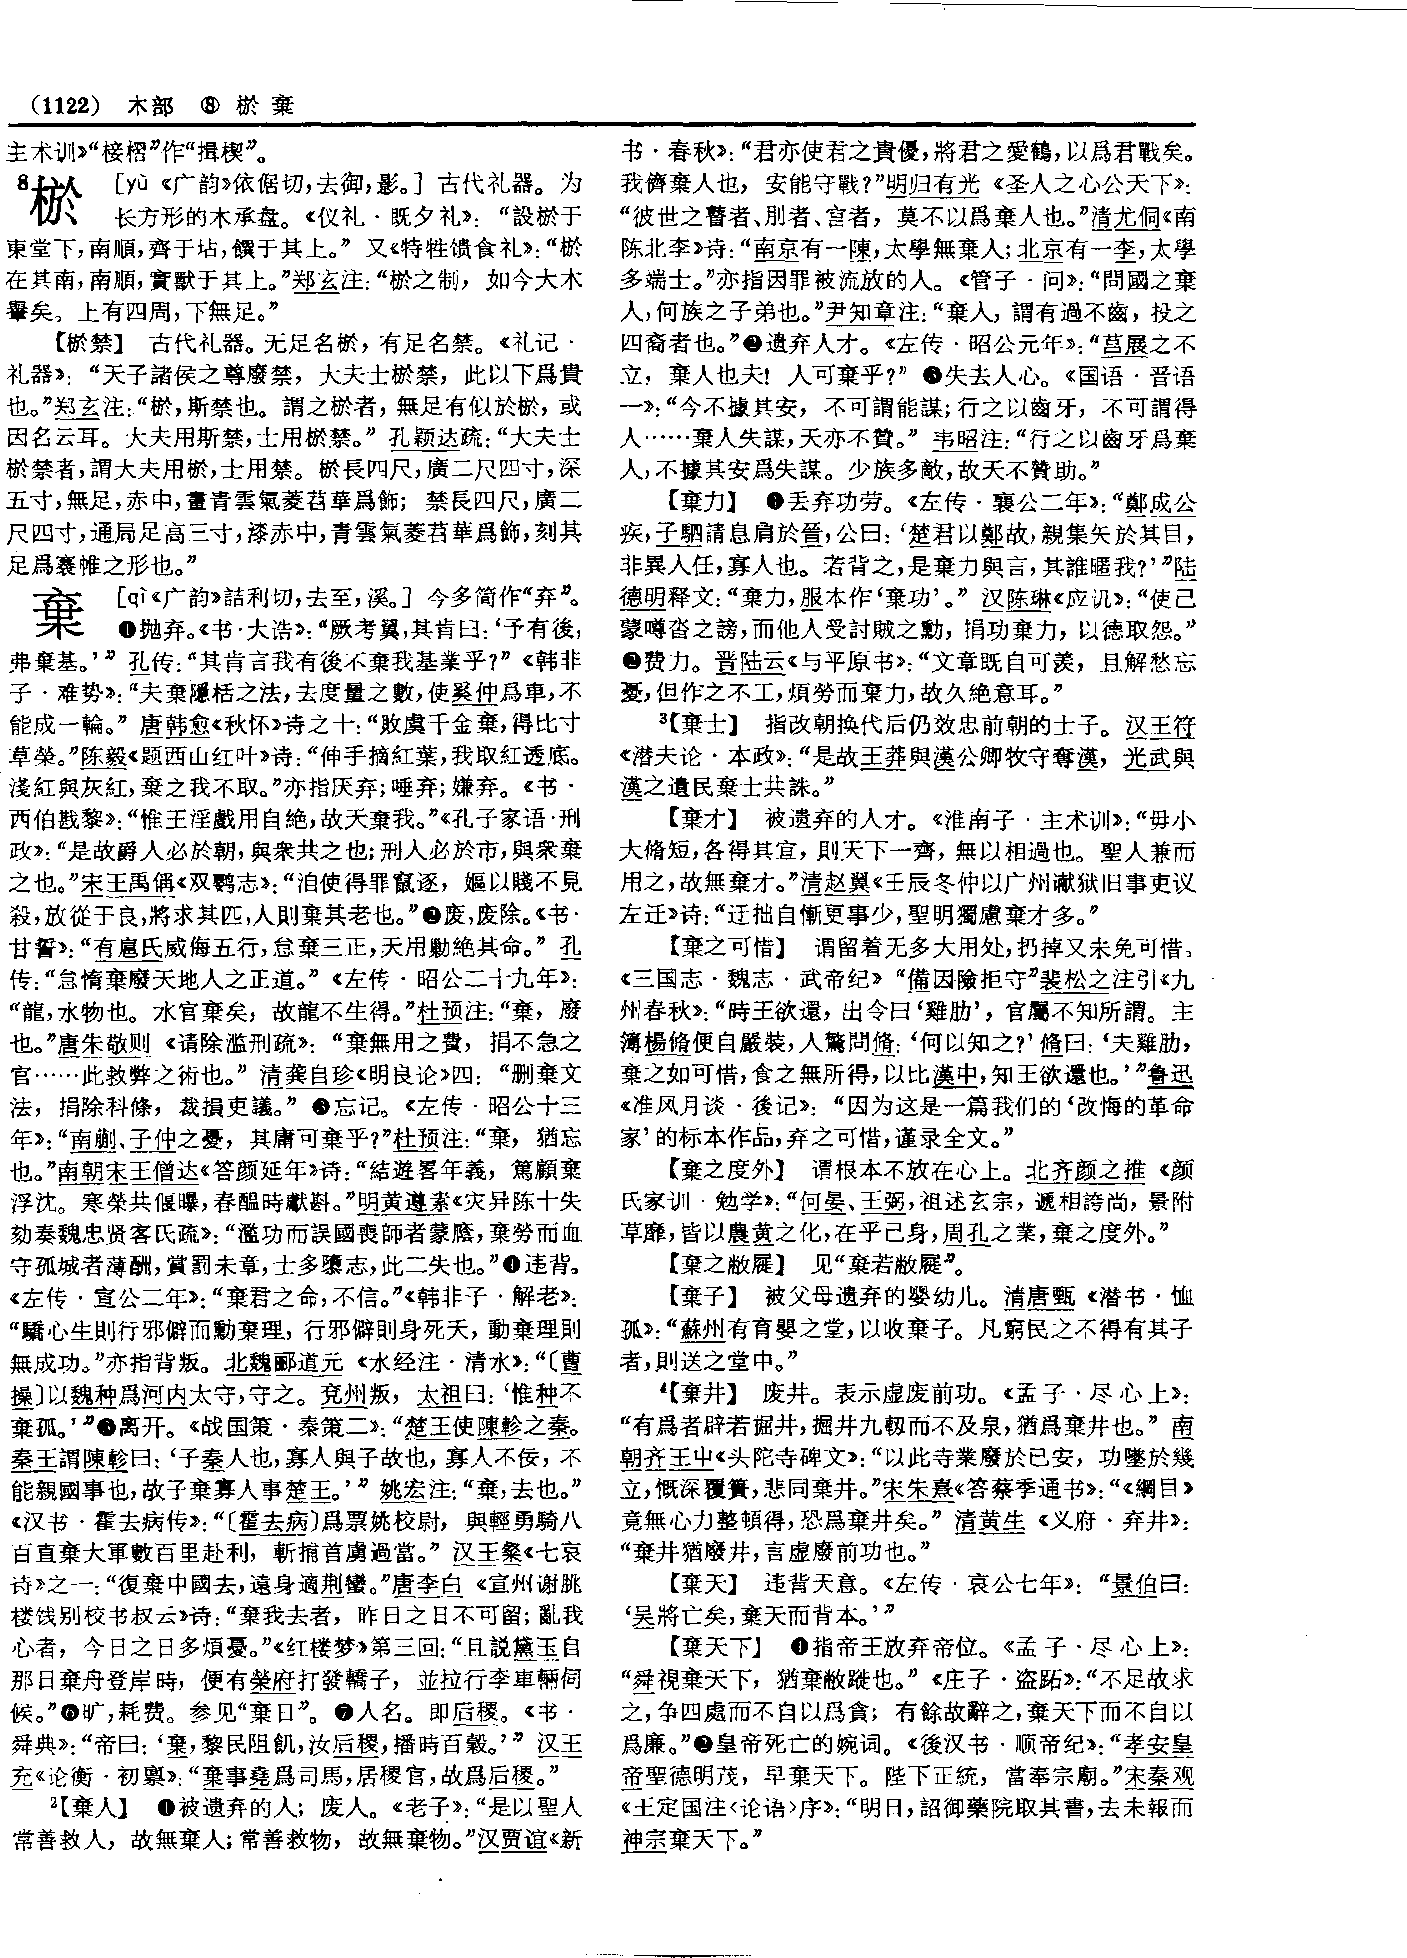 （1122） 木部 ⑧ 棜 棄
主术训》“椄槢”作“揖楔”。
8棜 ［yù《广韵》依倨切，去御，影。］古代礼器。为
长方形的木承盘。《仪礼·既夕礼》：“設棜于
東堂下，南順，齊于坫，饌于其上。” 又《特牲馈食礼》：“棜
在其南，南順，實獸于其上。”郑玄注：“棜之制，如今大木
轝矣。上有四周，下無足。”
【棜禁】 古代礼器。无足名棜，有足名禁。《礼记·
礼器》：“天子諸侯之尊廢禁，大夫士棜禁，此以下爲貴
也。”郑玄注：“棜，斯禁也。謂之棜者，無足有似於棜，或
因名云耳。大夫用斯禁，士用棜禁。” 孔颖达疏：“大夫士
棜禁者，謂大夫用棜，士用禁。棜長四尺，廣二尺四寸，深
五寸，無足，赤中，畫青雲氣菱苕華爲飾；禁長四尺，廣二
尺四寸，通局足高三寸，漆赤中，青雲氣菱苕華爲飾，刻其
足爲褰帷之形也。”
棄 ［qì《广韵》詰利切，去至，溪。］今多简作“弃”。
❶抛弃。《书·大诰》：“厥考翼，其肯曰：‘予有後，
弗棄基。’” 孔传：“其肯言我有後不棄我基業乎？”《韩非
子·难势》：“夫棄隱栝之法，去度量之數，使奚仲爲車，不
能成一輪。” 唐韩愈《秋怀》诗之十：“敗虞千金棄，得比寸
草榮。”陈毅《题西山红叶》诗：“伸手摘紅葉，我取紅透底。
淺紅與灰紅，棄之我不取。”亦指厌弃；唾弃；嫌弃。《书·
西伯戡黎》：“惟王淫戲用自絶，故天棄我。”《孔子家语·刑
政》：“是故爵人必於朝，與衆共之也；刑人必於市，與衆棄
之也。”宋王禹偁《双鹦志》：“洎使得罪竄逐，嫗以賤不見
殺，放從于良，將求其匹，人則棄其老也。”❷废，废除。《书·
甘誓》：“有扈氏威侮五行，怠棄三正，天用勦絶其命。” 孔
传：“怠惰棄廢天地人之正道。”《左传·昭公二十九年》：
“龍，水物也。水官棄矣，故龍不生得。”杜预注：“棄，廢
也。”唐朱敬则《请除滥刑疏》：“棄無用之費，捐不急之
官……此救弊之術也。” 清龚自珍《明良论》四：“删棄文
法，捐除科條，裁損吏議。” ❸忘记。《左传·昭公十三
年》：“南蒯、子仲之憂，其庸可棄乎？”杜预注：“棄，猶忘
也。”南朝宋王僧达《答颜延年》诗：“結遊畧年義，篤顧棄
浮沈。寒榮共偃曝，春醖時獻斟。”明黄遵素《灾异陈十失
劾奏魏忠贤客氏疏》：“濫功而誤國喪師者蒙廕，棄勞而血
守孤城者薄酬，賞罰未章，士多隳志，此二失也。”❹违背。
《左传·宣公二年》：“棄君之命，不信。”《韩非子·解老》：
“驕心生則行邪僻而動棄理，行邪僻則身死夭，動棄理則
無成功。”亦指背叛。北魏郦道元《水经注·清水》：“〔曹
操〕以魏种爲河内太守，守之。兗州叛，太祖曰：‘惟种不
棄孤。’”❺离开。《战国策·秦策二》：“楚王使陳軫之秦。
秦王謂陳軫曰：‘子秦人也，寡人與子故也，寡人不佞，不
能親國事也，故子棄寡人事楚王。’” 姚宏注：“棄，去也。”
《汉书·霍去病传》：“〔霍去病〕爲票姚校尉，與輕勇騎八
百直棄大軍數百里赴利，斬捕首虜過當。” 汉王粲《七哀
诗》之一：“復棄中國去，遠身適荆蠻。”唐李白《宣州谢朓
楼饯别校书叔云》诗：“棄我去者，昨日之日不可留；亂我
心者，今日之日多煩憂。”《红楼梦》第三回：“且説黛玉自
那日棄舟登岸時，便有榮府打發轎子，並拉行李車輛伺
候。”❻旷，耗费。参见“棄日”。❼人名。即后稷。《书·
舜典》：“帝曰：‘棄，黎民阻飢，汝后稷，播時百穀。’” 汉王
充《论衡·初禀》：“棄事堯爲司馬，居稷官，故爲后稷。”
2【棄人】 ❶被遗弃的人；废人。《老子》：“是以聖人
常善救人，故無棄人；常善救物，故無棄物。”汉贾谊《新
书·春秋》：“君亦使君之貴優，將君之愛鶴，以爲君戰矣。
我儕棄人也，安能守戰？”明归有光《圣人之心公天下》：
“彼世之瞽者、刖者、宫者，莫不以爲棄人也。”清尤侗《南
陈北李》诗：“南京有一陳，太學無棄人；北京有一李，太學
多端士。”亦指因罪被流放的人。《管子·问》：“問國之棄
人，何族之子弟也。”尹知章注：“棄人，謂有過不齒，投之
四裔者也。”❷遗弃人才。《左传·昭公元年》：“莒展之不
立，棄人也夫！人可棄乎？” ❸失去人心。《国语·晋语
一》：“今不據其安，不可謂能謀；行之以齒牙，不可謂得
人……棄人失謀，天亦不贊。” 韦昭注：“行之以齒牙爲棄
人，不據其安爲失謀。少族多敵，故天不贊助。”
【棄力】 ❶丢弃功劳。《左传·襄公二年》：“鄭成公
疾，子駟請息肩於晉，公曰：‘楚君以鄭故，親集矢於其目，
非異人任，寡人也。若背之，是棄力與言，其誰暱我？’”陆
德明释文：“棄力，服本作‘棄功’。” 汉陈琳《应讥》：“使己
蒙噂沓之謗，而他人受討賊之勳，捐功棄力，以德取怨。”
❷费力。晋陆云《与平原书》：“文章既自可羨，且解愁忘
憂，但作之不工，煩勞而棄力，故久絶意耳。”
3【棄士】 指改朝换代后仍效忠前朝的士子。汉王符
《潜夫论·本政》：“是故王莽與漢公卿牧守奪漢，光武與
漢之遺民棄士共誅。”
【棄才】 被遗弃的人才。《淮南子·主术训》：“毋小
大脩短，各得其宜，則天下一齊，無以相過也。聖人兼而
用之，故無棄才。”清赵翼《壬辰冬仲以广州谳狱旧事吏议
左迁》诗：“迂拙自慚更事少，聖明獨慮棄才多。”
【棄之可惜】 谓留着无多大用处，扔掉又未免可惜。
《三国志·魏志·武帝纪》“備因險拒守”裴松之注引《九
州春秋》：“時王欲還，出令曰‘雞肋’，官屬不知所謂。主
簿楊脩便自嚴裝，人驚問脩：‘何以知之？’脩曰：‘夫雞肋，
棄之如可惜，食之無所得，以比漢中，知王欲還也。’”鲁迅
《准风月谈·後记》：“因为这是一篇我们的‘改悔的革命
家’的标本作品，弃之可惜，谨录全文。”
【棄之度外】 谓根本不放在心上。北齐颜之推《颜
氏家训·勉学》：“何晏、王弼，祖述玄宗，遞相誇尚，景附
草靡，皆以農黄之化，在乎己身，周孔之業，棄之度外。”
【棄之敝屣】 见“棄若敝屣”。
【棄子】 被父母遗弃的婴幼儿。清唐甄《潜书·恤
孤》：“蘇州有育嬰之堂，以收棄子。凡窮民之不得有其子
者，則送之堂中。”
4【棄井】 废井。表示虚废前功。《孟子·尽心上》：
“有爲者辟若掘井，掘井九軔而不及泉，猶爲棄井也。” 南
朝齐王屮《头陀寺碑文》：“以此寺業廢於已安，功墜於幾
立，慨深覆簣，悲同棄井。”宋朱熹《答蔡季通书》：“《綱目》
竟無心力整頓得，恐爲棄井矣。” 清黄生《义府·弃井》：
“棄井猶廢井，言虚廢前功也。”
【棄天】 违背天意。《左传·哀公七年》：“景伯曰：
‘吴將亡矣，棄天而背本。’”
【棄天下】 ❶指帝王放弃帝位。《孟子·尽心上》：
“舜視棄天下，猶棄敝蹝也。”《庄子·盗跖》：“不足故求
之，争四處而不自以爲貪；有餘故辭之，棄天下而不自以
爲廉。”❷皇帝死亡的婉词。《後汉书·顺帝纪》：“孝安皇
帝聖德明茂，早棄天下。陛下正統，當奉宗廟。”宋秦观
《王定国注〈论语〉序》：“明日，詔御藥院取其書，去未報而
神宗棄天下。”